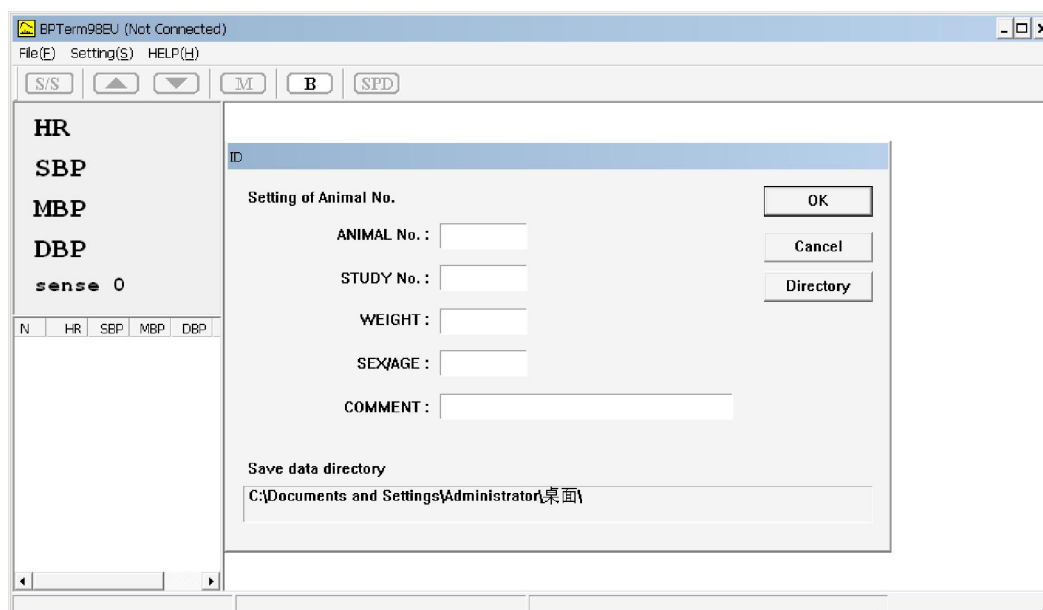 BPTerm98EU (Not Connected)
File(F) Setting(S) HELP(H)
S/S M B SPD
HR
SBP
MBP
DBP
sense 0
N HR SBP MBP DBP
ID
Setting of Animal No.
OK
ANIMAL No. :
Cancel
STUDY No. :
Directory
WEIGHT :
SEX/AGE :
COMMENT :
Save data directory
C:\Documents and Settings\Administrator\桌面\